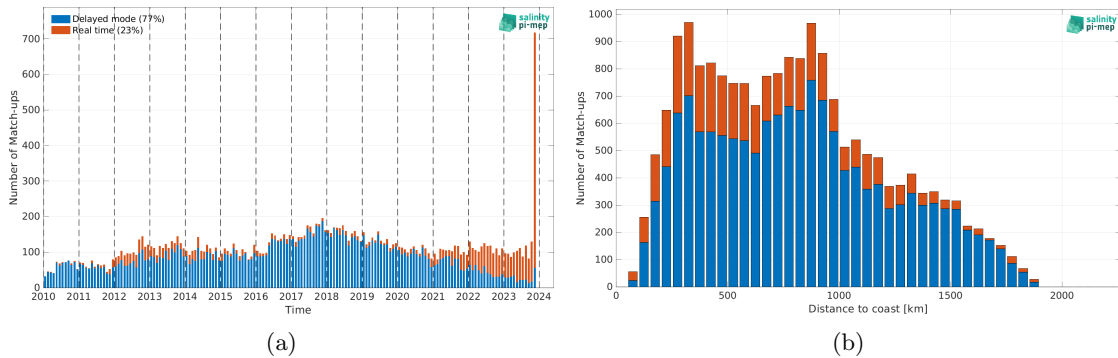 Delayed mode (77%)
Real time (23%)
salinity
pi-mep
700
600
500
400
300
200
100
0
Number of Match-ups
2010 2011 2012 2013 2014 2015 2016 2017 2018 2019 2020 2021 2022 2023 2024
Time
(a)
salinity
pi-mep
1000
900
800
700
600
500
400
300
200
100
0
Number of Match-ups
0 500 1000 1500 2000
Distance to coast [km]
(b)